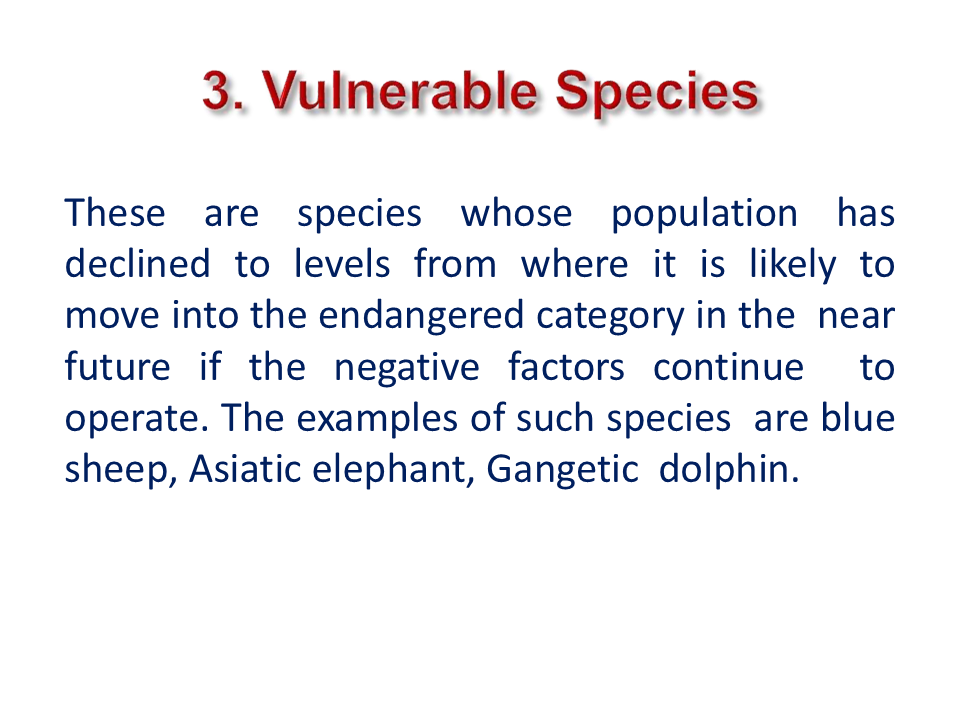 3. Vulnerable Species
These are species whose population has
declined to levels from where it is likely to
move into the endangered category in the near
future if the negative factors continue to
operate. The examples of such species are blue
sheep, Asiatic elephant, Gangetic dolphin.